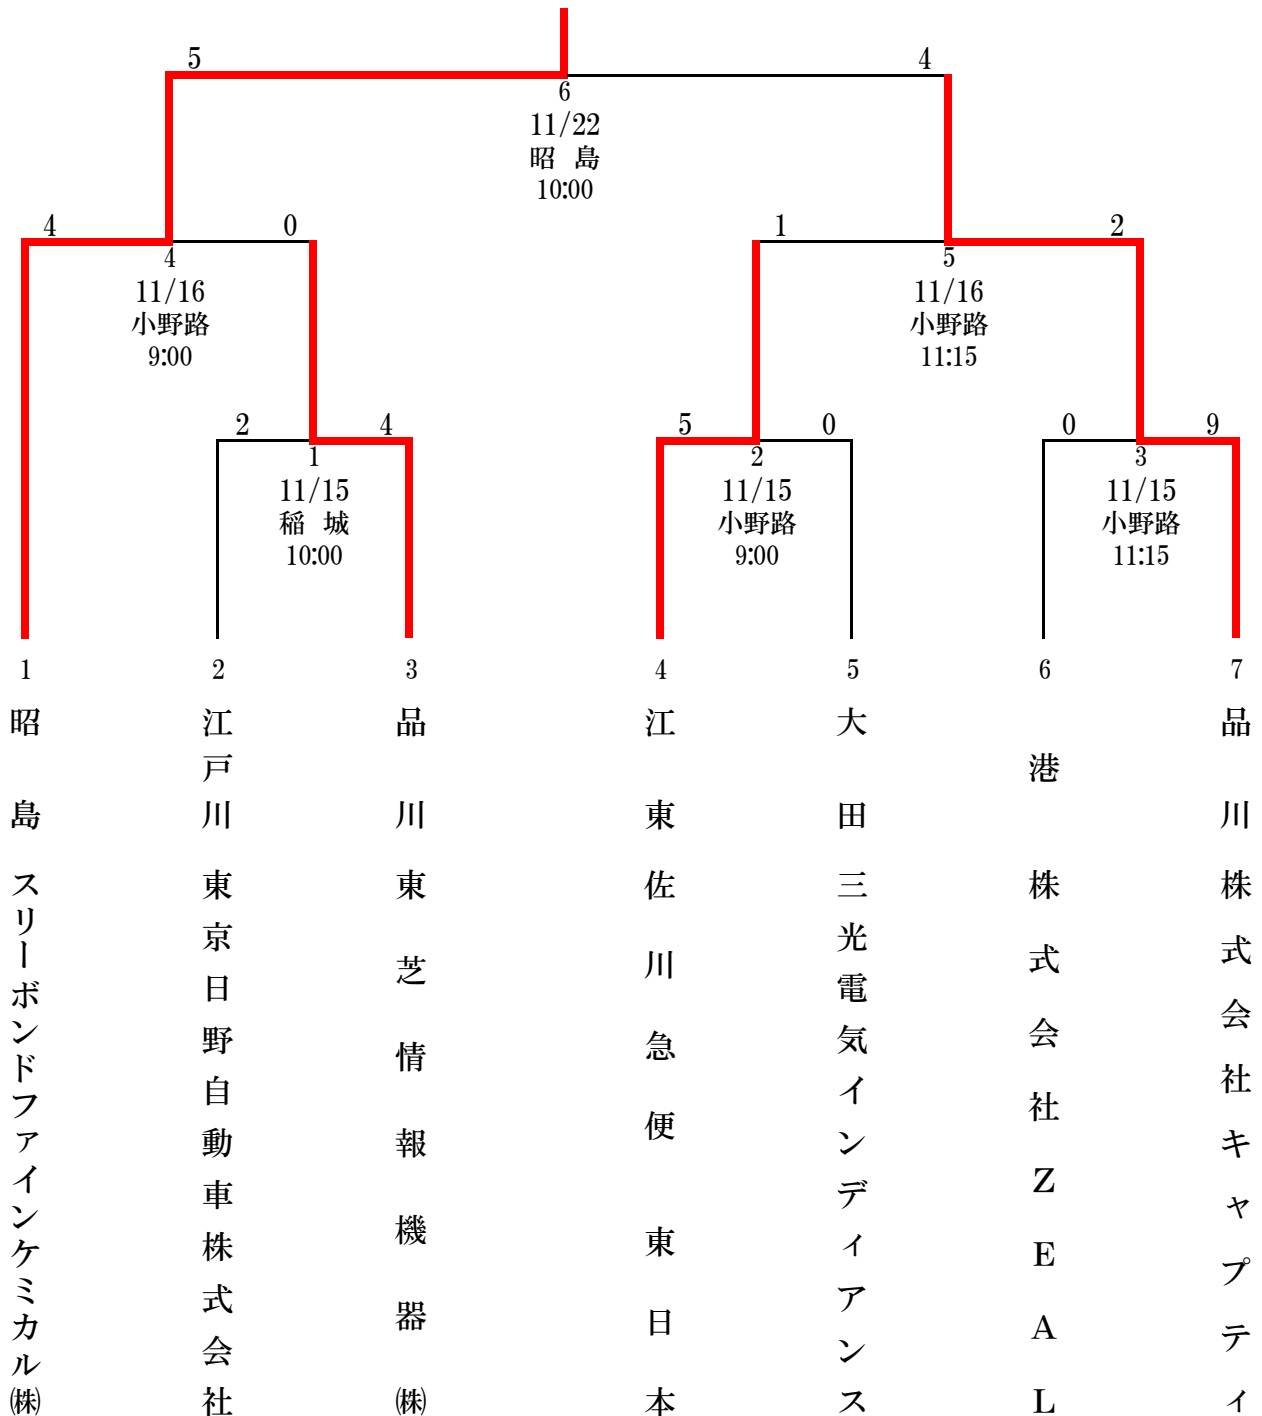 5 4
6
11/22
昭 島
10:00
4 0
4
11/16
小野路
9:00
1 2
5
11/16
小野路
11:15
2 4
1
11/15
稲 城
10:00
5 0
2
11/15
小野路
9:00
0 9
3
11/15
小野路
11:15
1
昭 島
スリーボンドファインケミカル㈱
2
江戸川
東京日野自動車株式会社
3
品 川
東芝情報機器㈱
4
江 東
佐川急便 東日本
5
大 田
三光電気インディアンス
6
港
株式会社ZEAL
7
品 川
株式会社キャプティ